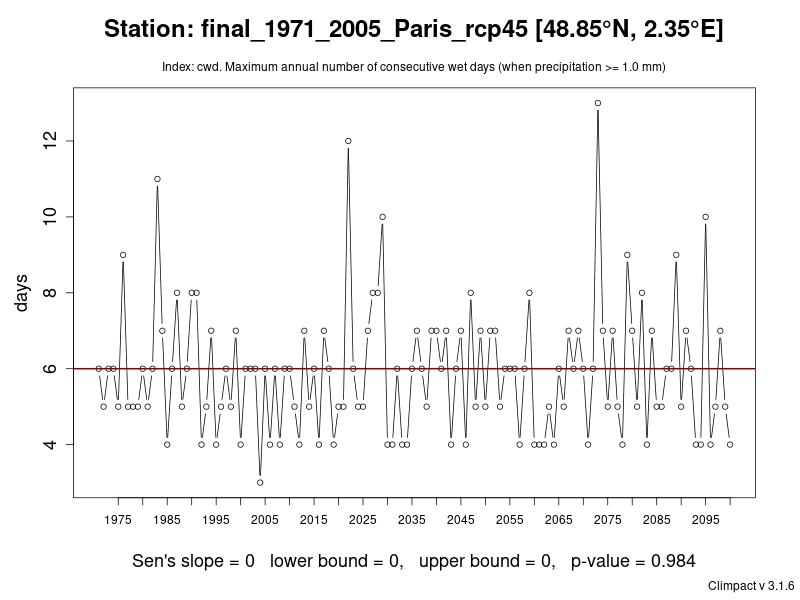 Station: final_1971_2005_Paris_rcp45 [48.85°N, 2.35°E]
Index: cwd. Maximum annual number of consecutive wet days (when precipitation >= 1.0 mm)
days
12
10
8
6
4
1975 1985 1995 2005 2015 2025 2035 2045 2055 2065 2075 2085 2095
Sen's slope = 0 lower bound = 0, upper bound = 0, p-value = 0.984
Climpact v 3.1.6